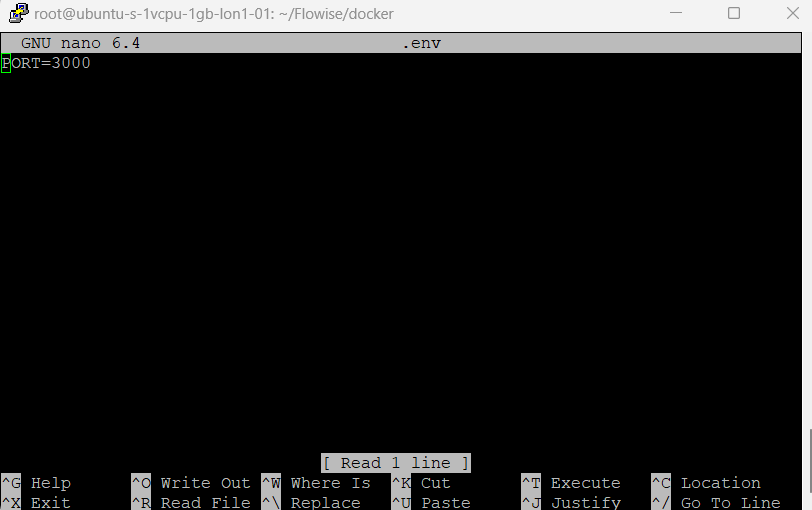 root@ubuntu-s-1vcpu-1gb-lon1-01: ~/Flowise/docker
GNU nano 6.4 .env
PORT=3000
[ Read 1 line ]
^G Help ^O Write Out ^W Where Is ^K Cut ^T Execute ^C Location
^X Exit ^R Read File ^\ Replace ^U Paste ^J Justify ^/ Go To Line